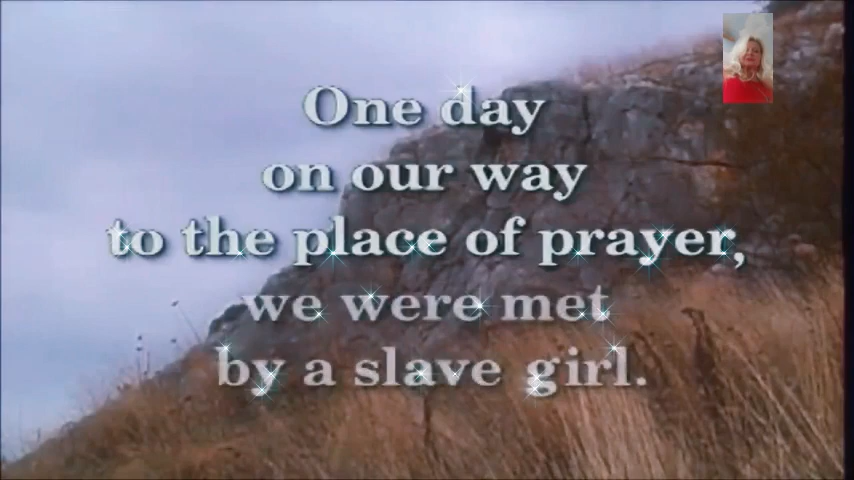 One day
on our way
to the place of prayer,
we were met
by a slave girl.